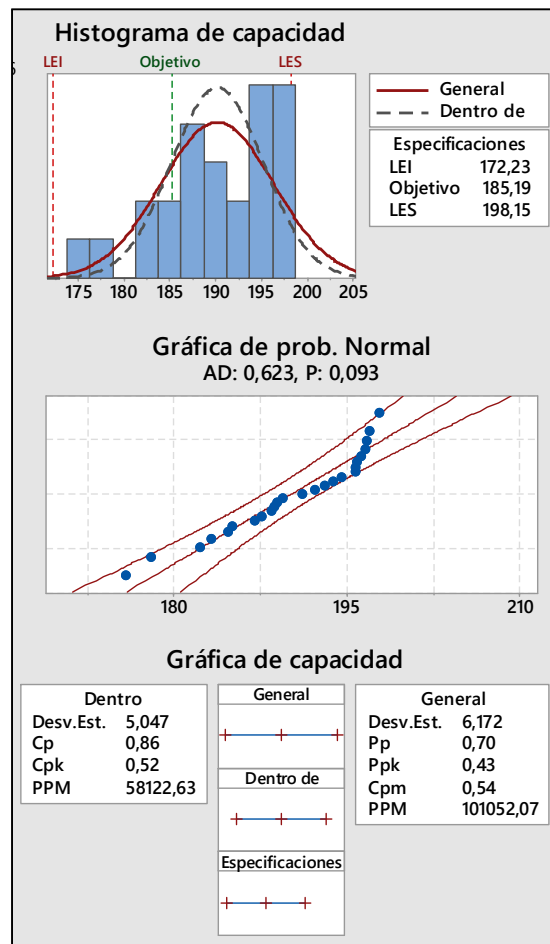 Histograma de capacidad
LEI Objetivo LES
General
Dentro de
Especificaciones
LEI 172,23
Objetivo 185,19
LES 198,15
175 180 185 190 195 200 205
Gráfica de prob. Normal
AD: 0,623, P: 0,093
180 195 210
Gráfica de capacidad
Dentro
Desv.Est. 5,047
Cp 0,86
Cpk 0,52
PPM 58122,63
General
Dentro de
Especificaciones
General
Desv.Est. 6,172
Pp 0,70
Ppk 0,43
Cpm 0,54
PPM 101052,07